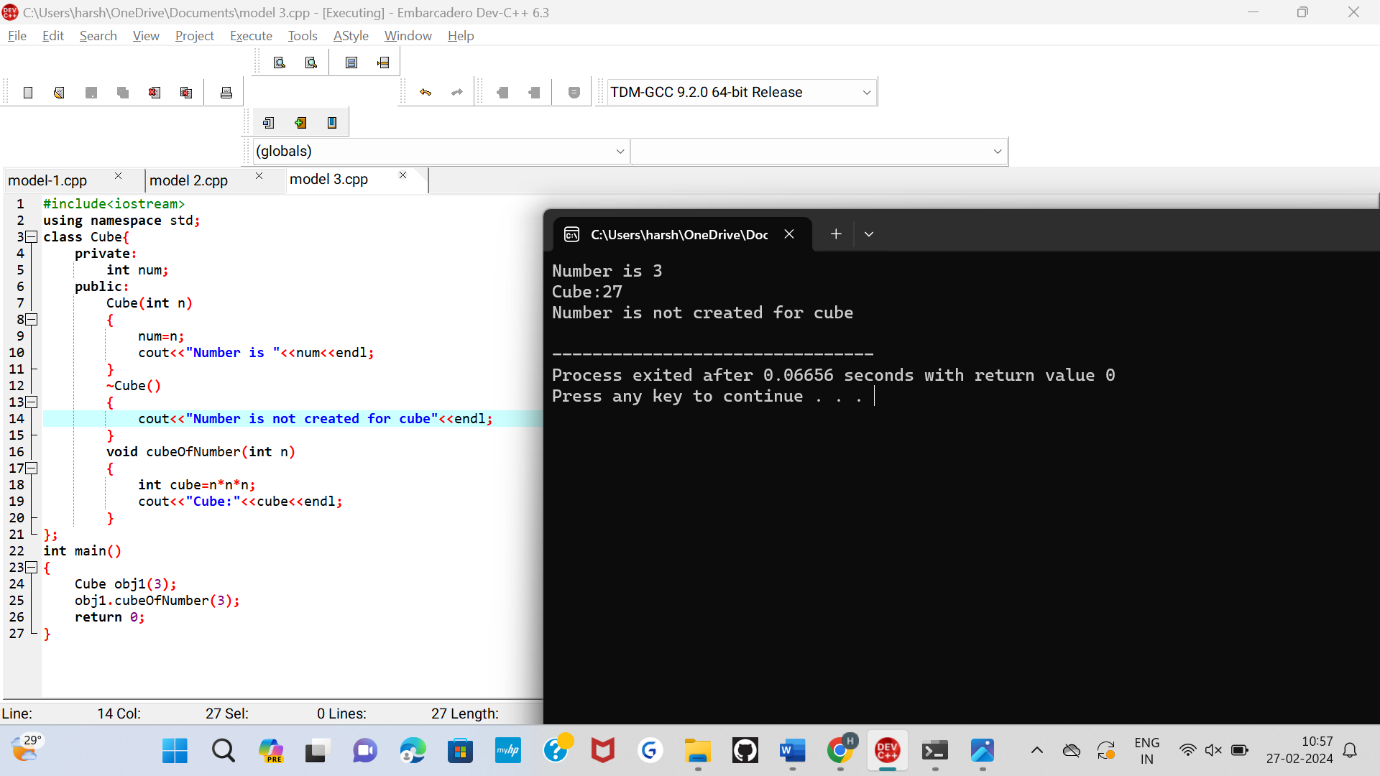 C:\Users\harsh\OneDrive\Documents\model 3.cpp - [Executing] - Embarcadero Dev-C++ 6.3
File Edit Search View Project Execute Tools AStyle Window Help
TDM-GCC 9.2.0 64-bit Release
(globals)
model-1.cpp model 2.cpp model 3.cpp
1 #include<iostream>
2 using namespace std;
3 class Cube{
4 private:
5 int num;
6 public:
7 Cube(int n)
8 {
9 num=n;
10 cout<<"Number is "<<num<<endl;
11 }
12 ~Cube()
13 {
14 cout<<"Number is not created for cube"<<endl;
15 }
16 void cubeOfNumber(int n)
17 {
18 int cube=n*n*n;
19 cout<<"Cube:"<<cube<<endl;
20 }
21 };
22 int main()
23 {
24 Cube obj1(3);
25 obj1.cubeOfNumber(3);
26 return 0;
27 }
C:\Users\harsh\OneDrive\Doc
Number is 3
Cube:27
Number is not created for cube
--------------------------------
Process exited after 0.06656 seconds with return value 0
Press any key to continue . . .
Line: 14 Col: 27 Sel: 0 Lines: 27 Length:
29°
PRE
myhp
?
G
W
H
DEV C++
ENG
IN
10:57
27-02-2024